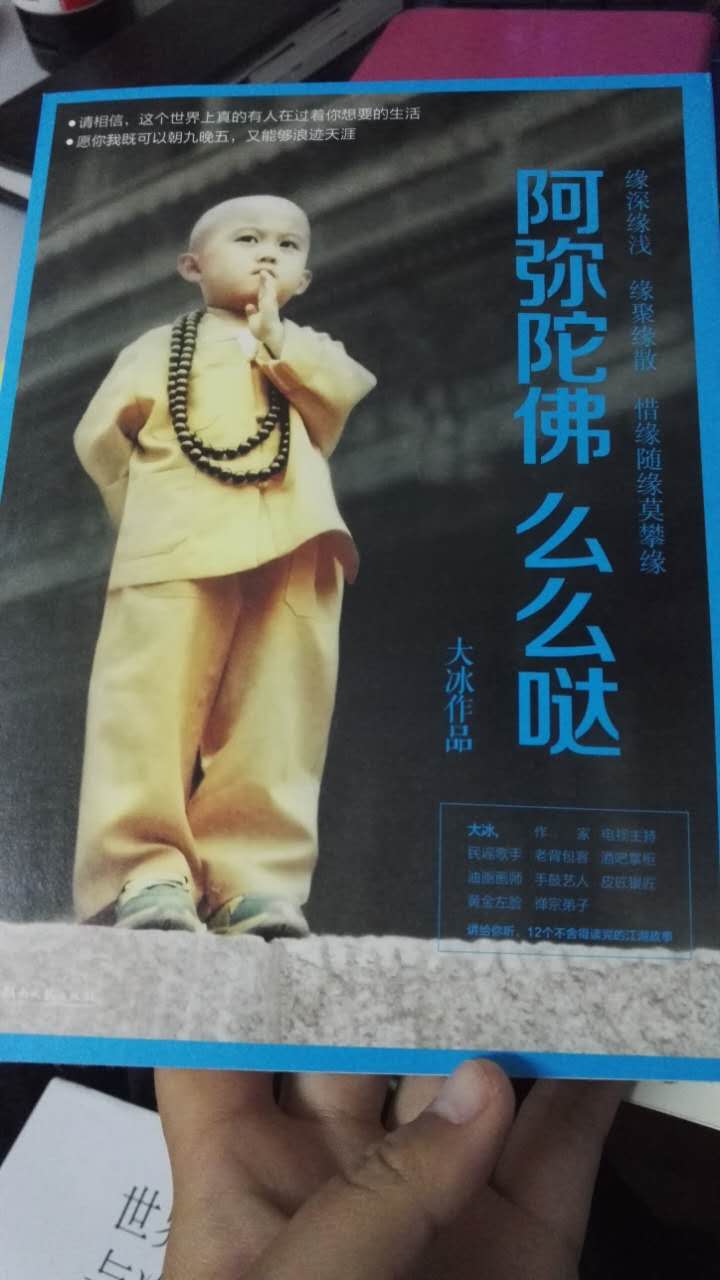 ●请相信，这个世界上真的有人在过着你想要的生活
●愿你我既可以朝九晚五，又能够浪迹天涯
缘深缘浅 缘聚缘散 惜缘随缘莫攀缘
阿弥陀佛 么么哒
大冰作品
大冰， 作家 电视主持
民谣歌手 老背包客 酒吧掌柜
油画画师 手鼓艺人 皮匠银匠
黄金左脸 禅宗弟子
讲给你听，12个不舍得读完的江湖故事
世